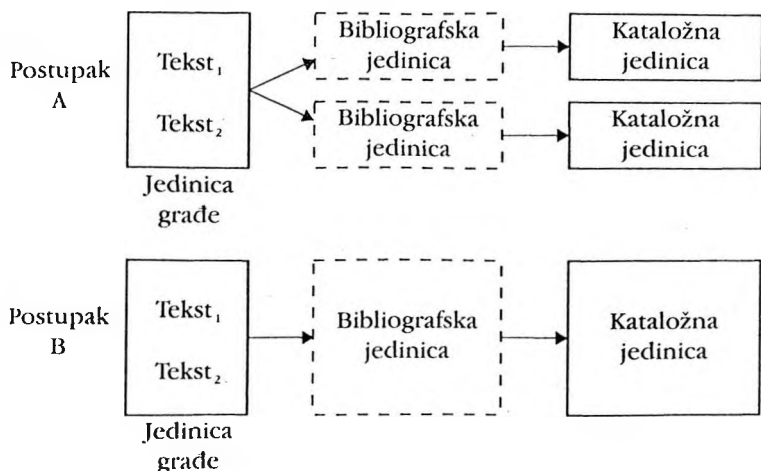 Postupak
A
Tekst₁
Tekst₂
Jedinica
građe
Bibliografska
jedinica
Kataložna
jedinica
Bibliografska
jedinica
Kataložna
jedinica
Postupak
B
Tekst₁
Tekst₂
Jedinica
građe
Bibliografska
jedinica
Kataložna
jedinica